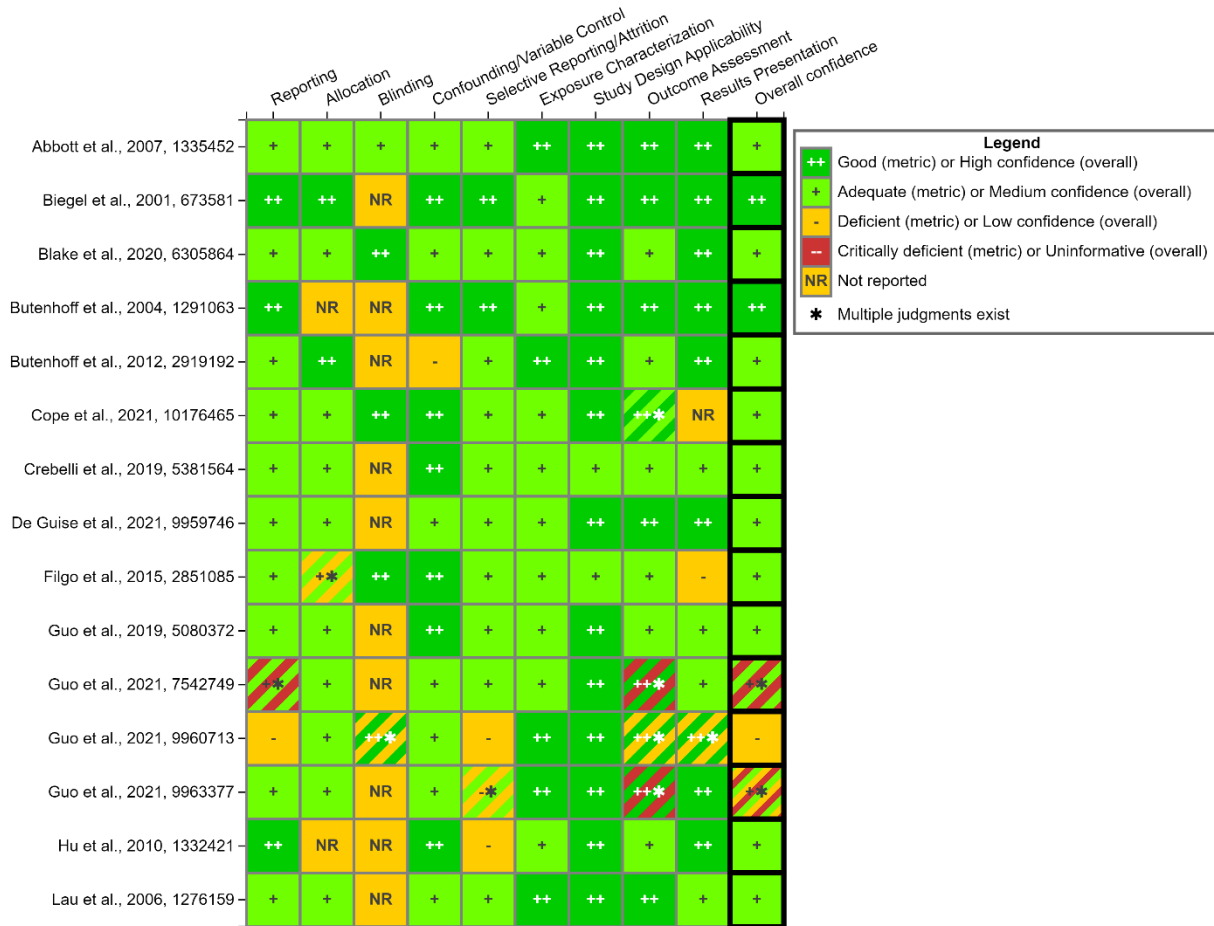 Reporting
Allocation
Blinding
Confounding/Variable Control
Selective Reporting/Attrition
Exposure Characterization
Study Design Applicability
Outcome Assessment
Results Presentation
Overall confidence
Abbott et al., 2007, 1335452 + + + + + ++ ++ ++ ++ +
Biegel et al., 2001, 673581 ++ ++ NR ++ ++ + ++ ++ ++ ++
Blake et al., 2020, 6305864 + + ++ + + + ++ + ++ +
Butenhoff et al., 2004, 1291063 ++ NR NR ++ ++ + ++ ++ ++ ++
Butenhoff et al., 2012, 2919192 + ++ NR - + ++ ++ + ++ +
Cope et al., 2021, 10176465 + + ++ ++ + + ++ ++✱ NR +
Crebelli et al., 2019, 5381564 + + NR ++ + + + + + +
De Guise et al., 2021, 9959746 + + NR + + + ++ ++ ++ +
Filgo et al., 2015, 2851085 + +✱ ++ ++ + + + + - +
Guo et al., 2019, 5080372 + + NR ++ + + ++ + + +
Guo et al., 2021, 7542749 +✱ + NR + + + ++ ++✱ + +✱
Guo et al., 2021, 9960713 - + ++✱ + - ++ ++ ++✱ ++✱ -
Guo et al., 2021, 9963377 + + NR + -✱ ++ ++ ++✱ ++ +✱
Hu et al., 2010, 1332421 ++ NR NR ++ - + ++ + ++ +
Lau et al., 2006, 1276159 + + NR + + ++ ++ ++ + +
Legend
++ Good (metric) or High confidence (overall)
+ Adequate (metric) or Medium confidence (overall)
- Deficient (metric) or Low confidence (overall)
-- Critically deficient (metric) or Uninformative (overall)
NR Not reported
✱ Multiple judgments exist